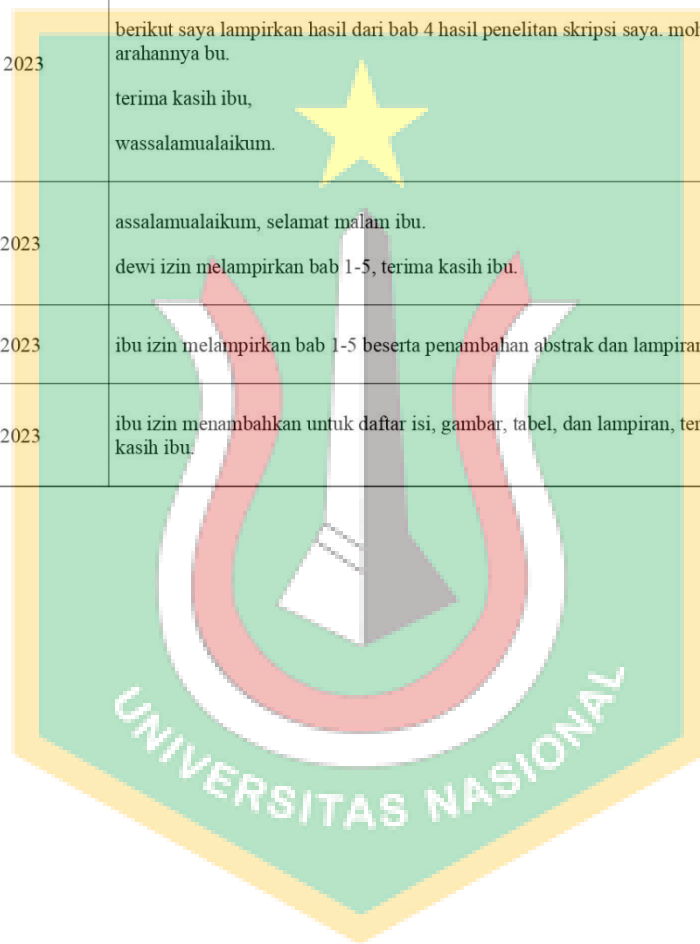 berikut saya lampirkan hasil dari bab 4 hasil penelitan skripsi saya.
2023
arahannya bu.
terima kasih ibu,
wassalamualaikum.
assalamualaikum, selamat malam ibu.
2023
dewi izin melampirkan bab 1-5, terima kasih ibu.
2023
ibu izin melampirkan bab 1-5 beserta penambahan abstrak dan lampiran
2023
ibu izin menambahkan untuk daftar isi, gambar, tabel, dan lampiran,
kasih ibu.
UNIVERSITAS NASIONAL